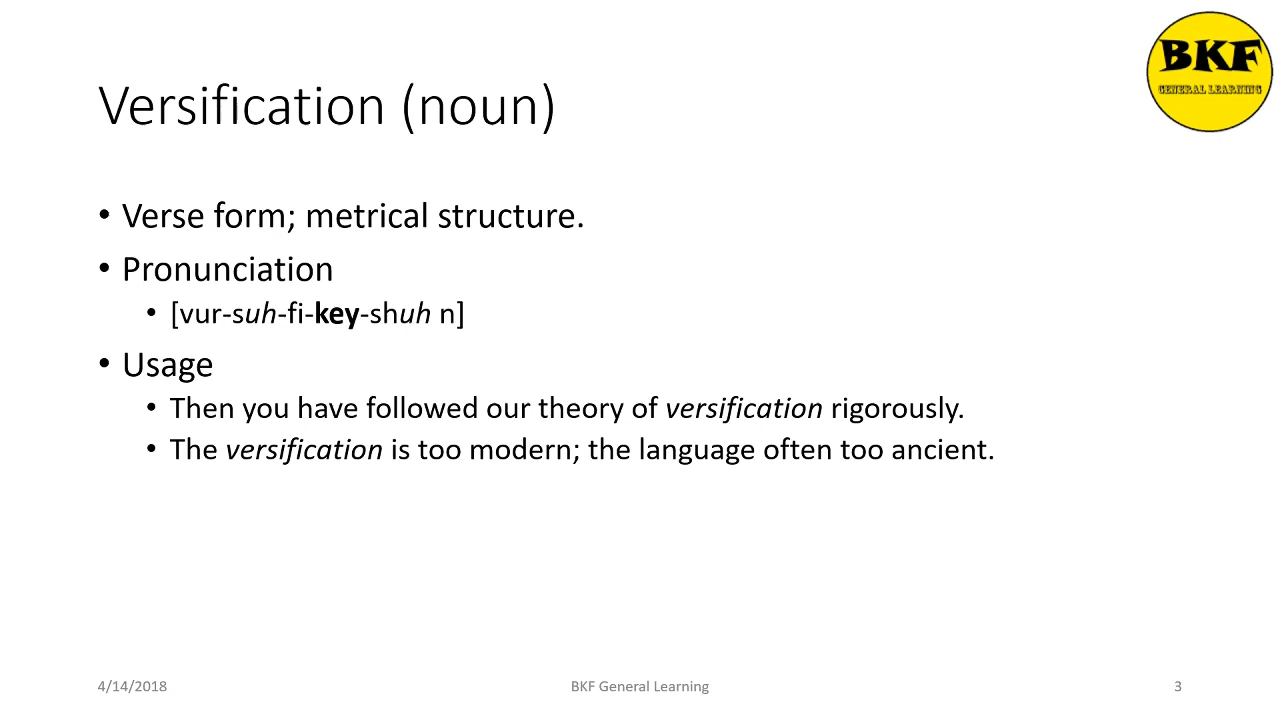 BKF
GENERAL LEARNING
Versification (noun)
• Verse form; metrical structure.
• Pronunciation
• [vur-suh-fi-key-shuh n]
• Usage
• Then you have followed our theory of versification rigorously.
• The versification is too modern; the language often too ancient.
4/14/2018
BKF General Learning
3